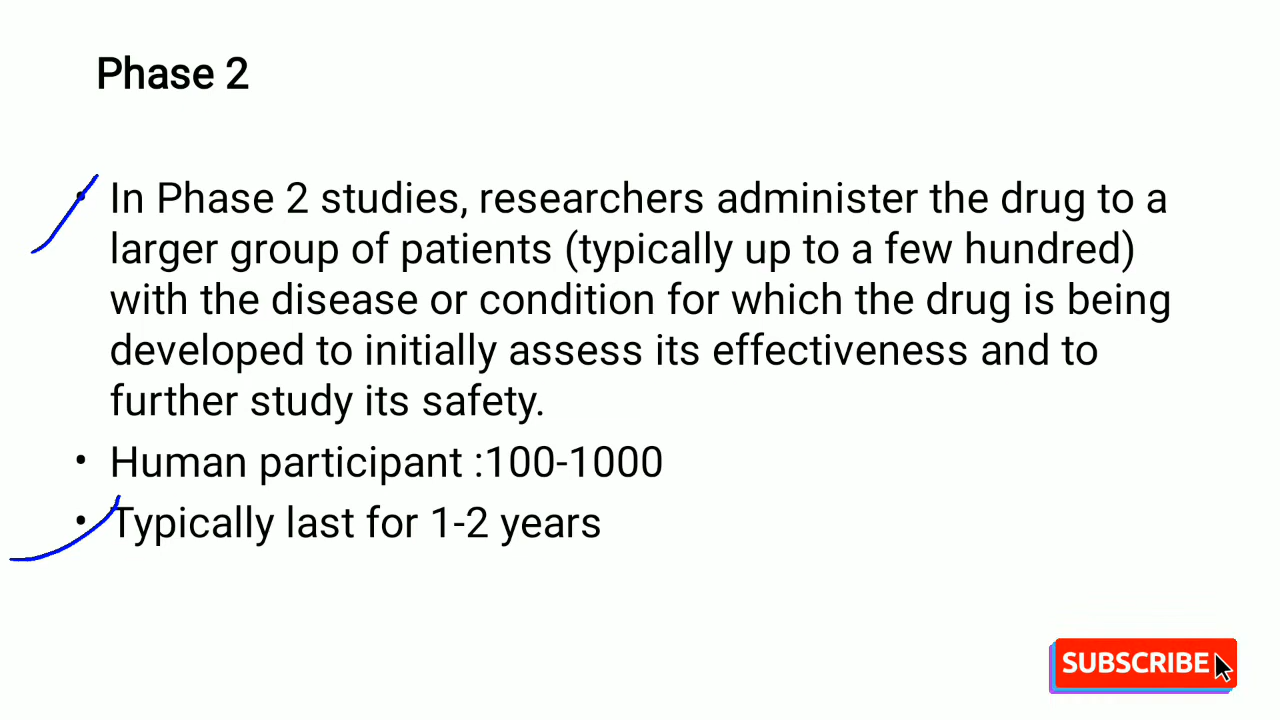 Phase 2
• In Phase 2 studies, researchers administer the drug to a
larger group of patients (typically up to a few hundred)
with the disease or condition for which the drug is being
developed to initially assess its effectiveness and to
further study its safety.
• Human participant :100-1000
• Typically last for 1-2 years
SUBSCRIBE